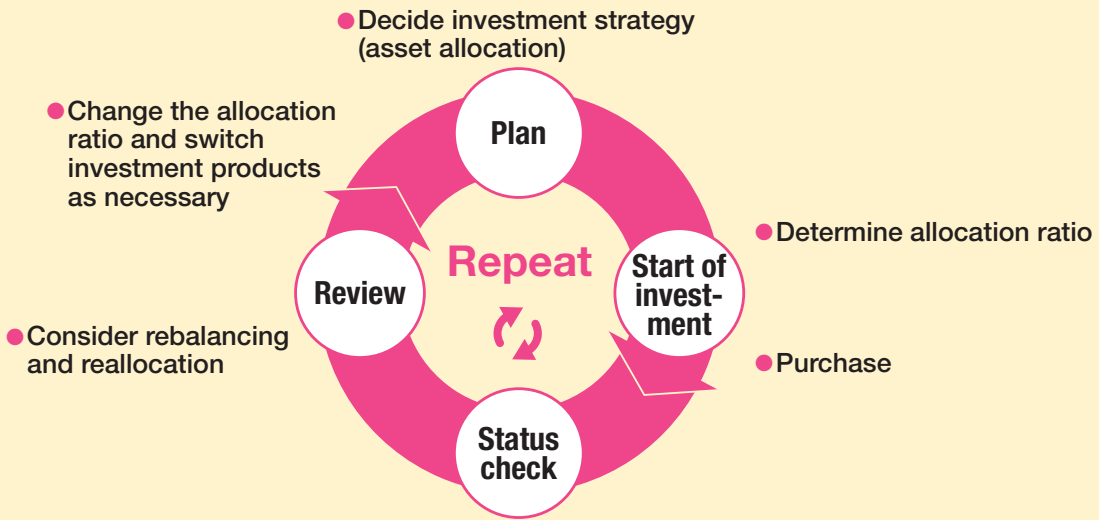 ● Decide investment strategy
(asset allocation)
● Change the allocation
ratio and switch
investment products
as necessary
Plan
● Determine allocation ratio
Repeat
Start of
invest-
ment
Review
● Consider rebalancing
and reallocation
● Purchase
Status
check